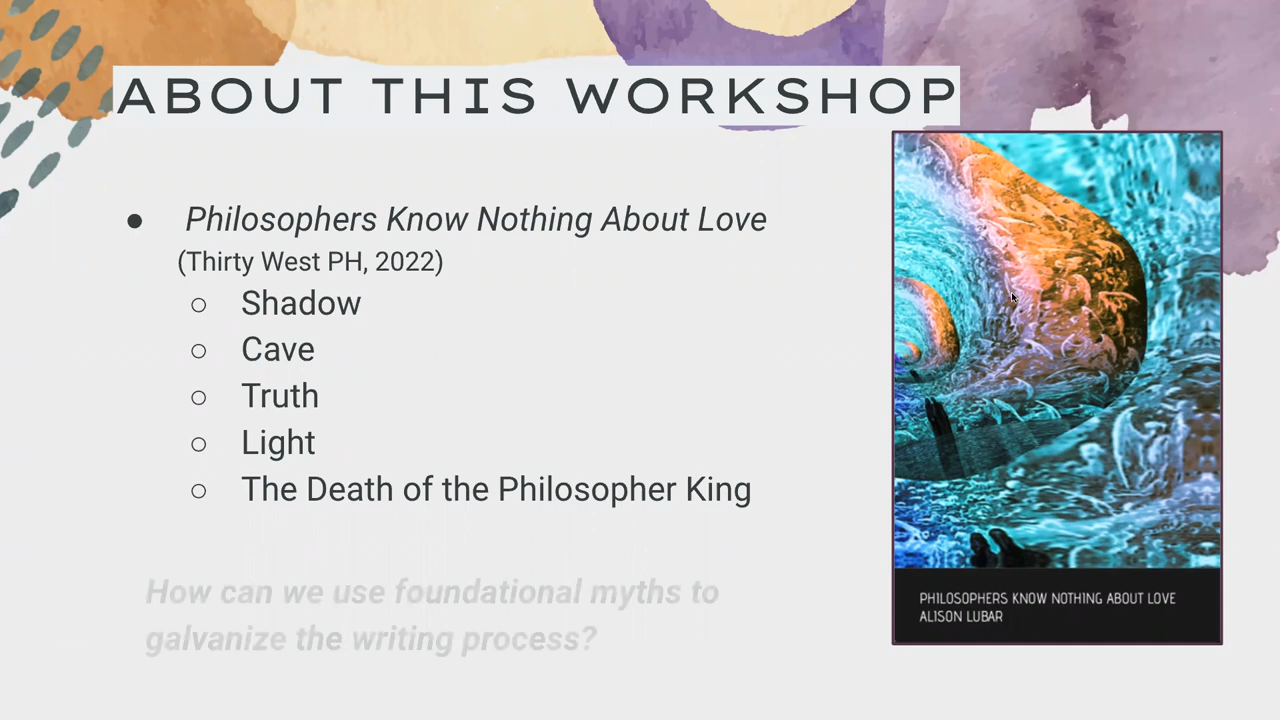 ABOUT THIS WORKSHOP
● Philosophers Know Nothing About Love
(Thirty West PH, 2022)
○ Shadow
○ Cave
○ Truth
○ Light
○ The Death of the Philosopher King
How can we use foundational myths to
galvanize the writing process?
PHILOSOPHERS KNOW NOTHING ABOUT LOVE
ALISON LUBAR